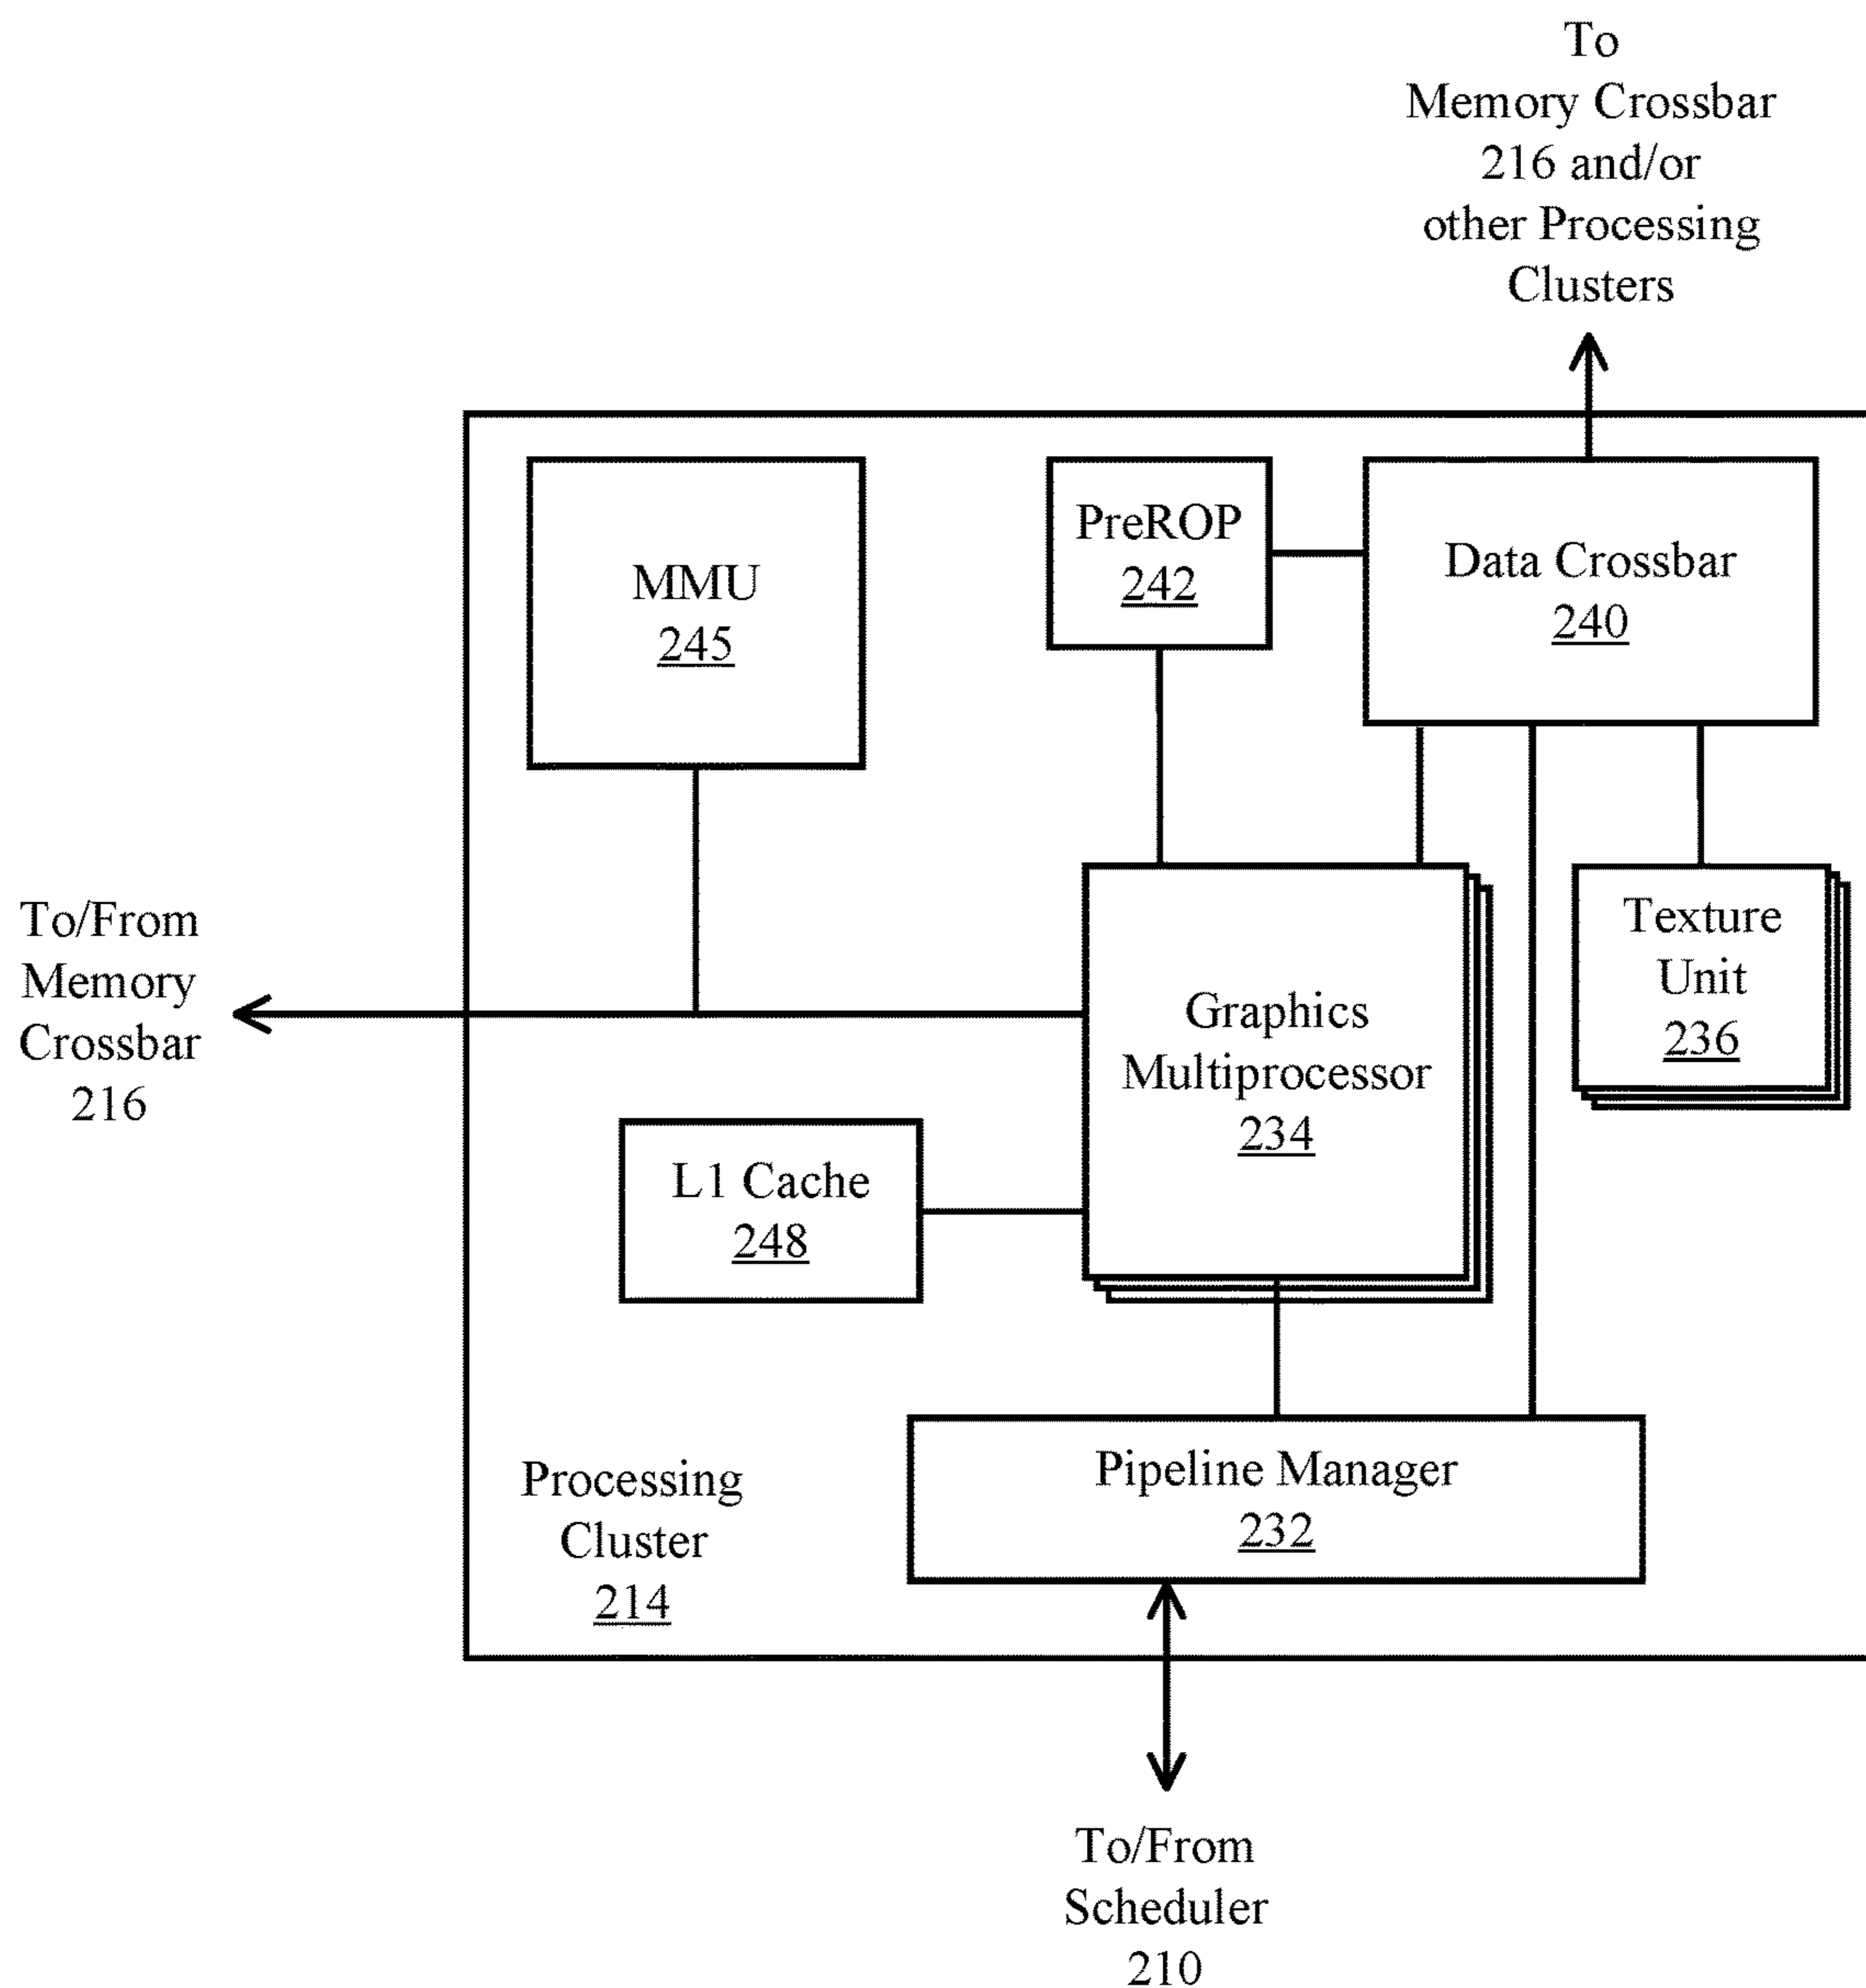 To
Memory Crossbar
216 and/or
other Processing
Clusters
MMU
245
PreROP
242
Data Crossbar
240
To/From
Memory
Crossbar
216
Graphics
Multiprocessor
234
Texture
Unit
236
L1 Cache
248
Processing
Cluster
214
Pipeline Manager
232
To/From
Scheduler
210